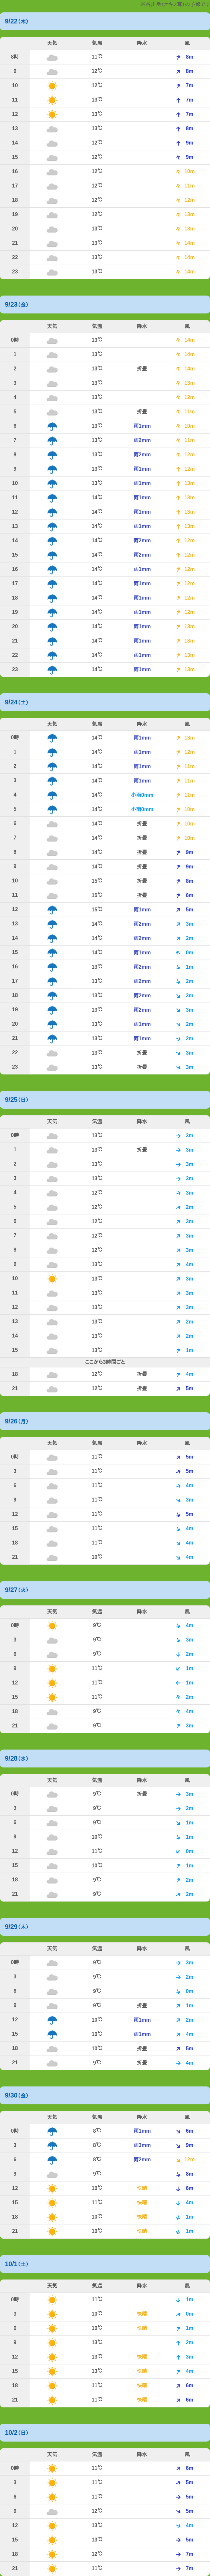 9/22（木）
天気 気温 降水 風
8時 11℃ 8m
9 12℃ 8m
10 12℃ 7m
11 13℃ 7m
12 13℃ 7m
13 13℃ 8m
14 12℃ 9m
15 12℃ 9m
16 12℃ 10m
17 12℃ 11m
18 12℃ 12m
19 12℃ 13m
20 13℃ 13m
21 13℃ 14m
22 13℃ 14m
23 13℃ 14m
9/23（金）
天気 気温 降水 風
0時 13℃ 14m
1 13℃ 14m
2 13℃ 折畳 14m
3 13℃ 13m
4 13℃ 12m
5 13℃ 折畳 11m
6 13℃ 雨1mm 10m
7 13℃ 雨2mm 11m
8 13℃ 雨2mm 12m
9 13℃ 雨1mm 12m
10 13℃ 雨1mm 13m
11 14℃ 雨1mm 13m
12 14℃ 雨1mm 13m
13 14℃ 雨1mm 13m
14 14℃ 雨2mm 12m
15 14℃ 雨2mm 12m
16 14℃ 雨1mm 12m
17 14℃ 雨1mm 12m
18 14℃ 雨1mm 12m
19 14℃ 雨1mm 12m
20 14℃ 雨1mm 13m
21 14℃ 雨1mm 13m
22 14℃ 雨1mm 13m
23 14℃ 雨1mm 13m
9/24（土）
天気 気温 降水 風
0時 14℃ 雨1mm 13m
1 14℃ 雨1mm 12m
2 14℃ 雨1mm 11m
3 14℃ 雨1mm 11m
4 14℃ 小雨0mm 11m
5 14℃ 小雨0mm 10m
6 14℃ 折畳 10m
7 14℃ 折畳 10m
8 14℃ 折畳 9m
9 14℃ 折畳 9m
10 15℃ 折畳 8m
11 15℃ 折畳 6m
12 15℃ 雨1mm 5m
13 14℃ 雨2mm 3m
14 14℃ 雨2mm 2m
15 14℃ 雨1mm 0m
16 13℃ 雨2mm 1m
17 13℃ 雨2mm 2m
18 13℃ 雨2mm 3m
19 13℃ 雨2mm 3m
20 13℃ 雨1mm 2m
21 13℃ 雨1mm 2m
22 13℃ 折畳 3m
23 13℃ 折畳 3m
9/25（日）
天気 気温 降水 風
0時 13℃ 3m
1 13℃ 折畳 3m
2 13℃ 3m
3 13℃ 3m
4 12℃ 3m
5 12℃ 2m
6 12℃ 3m
7 12℃ 3m
8 12℃ 3m
9 13℃ 4m
10 13℃ 3m
11 13℃ 3m
12 13℃ 3m
13 13℃ 2m
14 13℃ 2m
15 13℃ 1m
ここから3時間ごと
18 12℃ 折畳 4m
21 12℃ 折畳 5m
9/26（月）
天気 気温 降水 風
0時 11℃ 5m
3 11℃ 5m
6 11℃ 4m
9 11℃ 3m
12 11℃ 5m
15 11℃ 4m
18 11℃ 4m
21 10℃ 4m
9/27（火）
天気 気温 降水 風
0時 9℃ 4m
3 9℃ 3m
6 9℃ 2m
9 11℃ 1m
12 11℃ 1m
15 11℃ 2m
18 9℃ 4m
21 9℃ 3m
9/28（水）
天気 気温 降水 風
0時 9℃ 折畳 3m
3 9℃ 2m
6 9℃ 1m
9 10℃ 1m
12 11℃ 0m
15 10℃ 1m
18 9℃ 2m
21 9℃ 2m
9/29（木）
天気 気温 降水 風
0時 9℃ 3m
3 9℃ 2m
6 9℃ 0m
9 9℃ 折畳 1m
12 10℃ 雨1mm 2m
15 10℃ 雨1mm 4m
18 10℃ 折畳 5m
21 9℃ 折畳 4m
9/30（金）
天気 気温 降水 風
0時 8℃ 雨1mm 6m
3 8℃ 雨3mm 9m
6 8℃ 雨2mm 12m
9 9℃ 8m
12 10℃ 快晴 6m
15 11℃ 快晴 4m
18 10℃ 快晴 1m
21 10℃ 快晴 1m
10/1（土）
天気 気温 降水 風
0時 11℃ 1m
3 10℃ 快晴 0m
6 10℃ 快晴 1m
9 13℃ 2m
12 13℃ 快晴 3m
15 13℃ 快晴 4m
18 11℃ 快晴 6m
21 11℃ 快晴 6m
10/2（日）
天気 気温 降水 風
0時 11℃ 6m
3 11℃ 5m
6 11℃ 5m
9 12℃ 5m
12 13℃ 4m
15 13℃ 5m
18 12℃ 7m
21 11℃ 7m